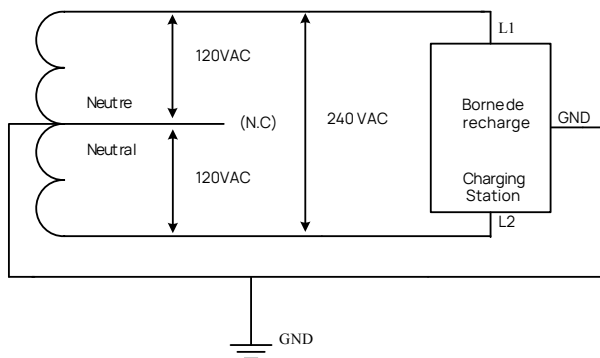 L1
120VAC
Neutre
(N.C)
240 VAC
Borne de
recharge
GND
Neutral
120VAC
Charging
Station
L2
GND